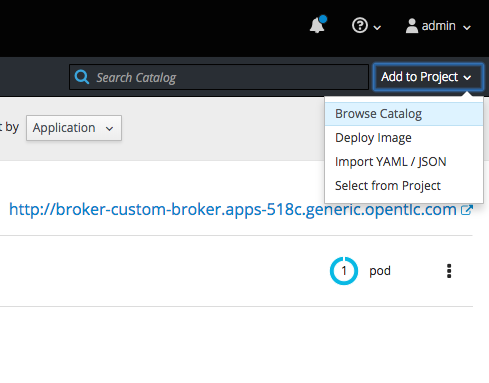 admin
Search Catalog
Add to Project
Browse Catalog
Deploy Image
Import YAML / JSON
Select from Project
t by
Application
http://broker-custom-broker.apps-518c.generic.opentlc.com
1 pod